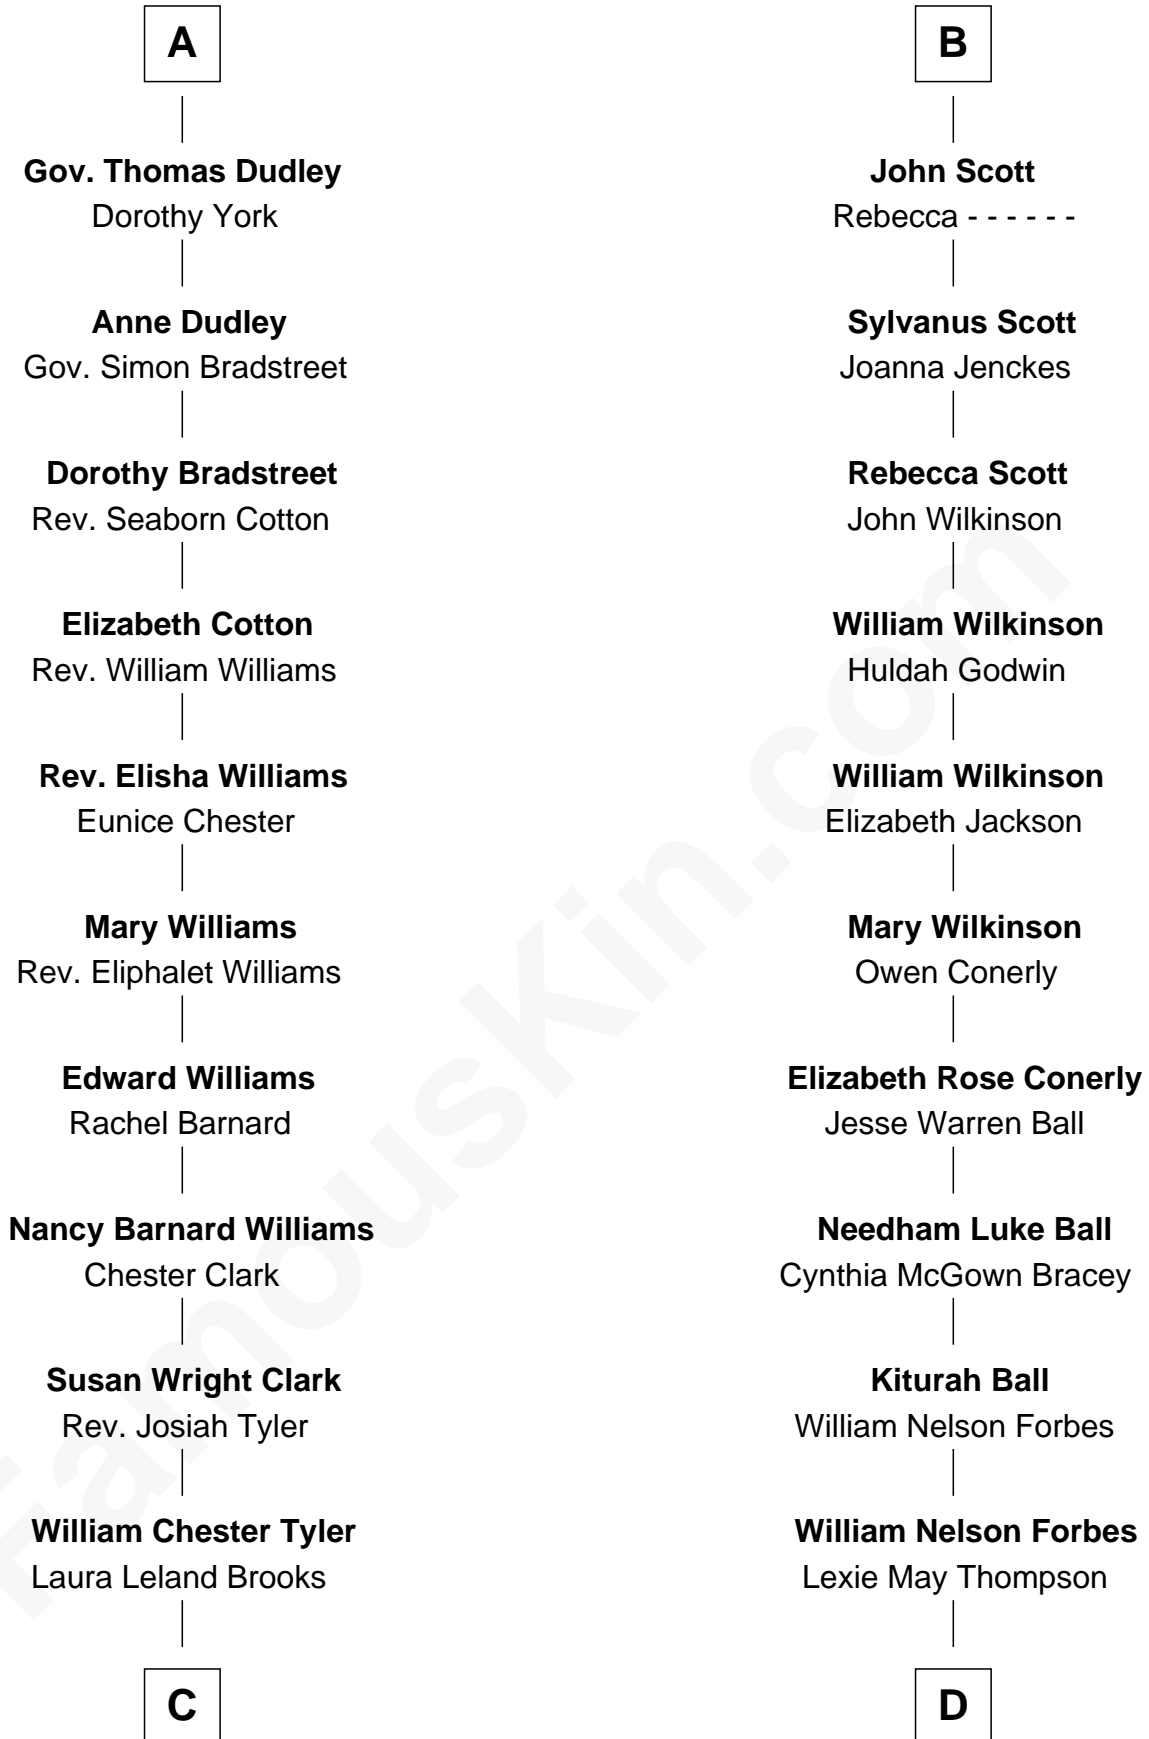 A
Gov. Thomas Dudley
Dorothy York
Anne Dudley
Gov. Simon Bradstreet
Dorothy Bradstreet
Rev. Seaborn Cotton
Elizabeth Cotton
Rev. William Williams
Rev. Elisha Williams
Eunice Chester
Mary Williams
Rev. Eliphalet Williams
Edward Williams
Rachel Barnard
Nancy Barnard Williams
Chester Clark
Susan Wright Clark
Rev. Josiah Tyler
William Chester Tyler
Laura Leland Brooks
C
B
John Scott
Rebecca - - - - - -
Sylvanus Scott
Joanna Jenckes
Rebecca Scott
John Wilkinson
William Wilkinson
Huldah Godwin
William Wilkinson
Elizabeth Jackson
Mary Wilkinson
Owen Conerly
Elizabeth Rose Conerly
Jesse Warren Ball
Needham Luke Ball
Cynthia McGown Bracey
Kiturah Ball
William Nelson Forbes
William Nelson Forbes
Lexie May Thompson
D
FamousKin.com